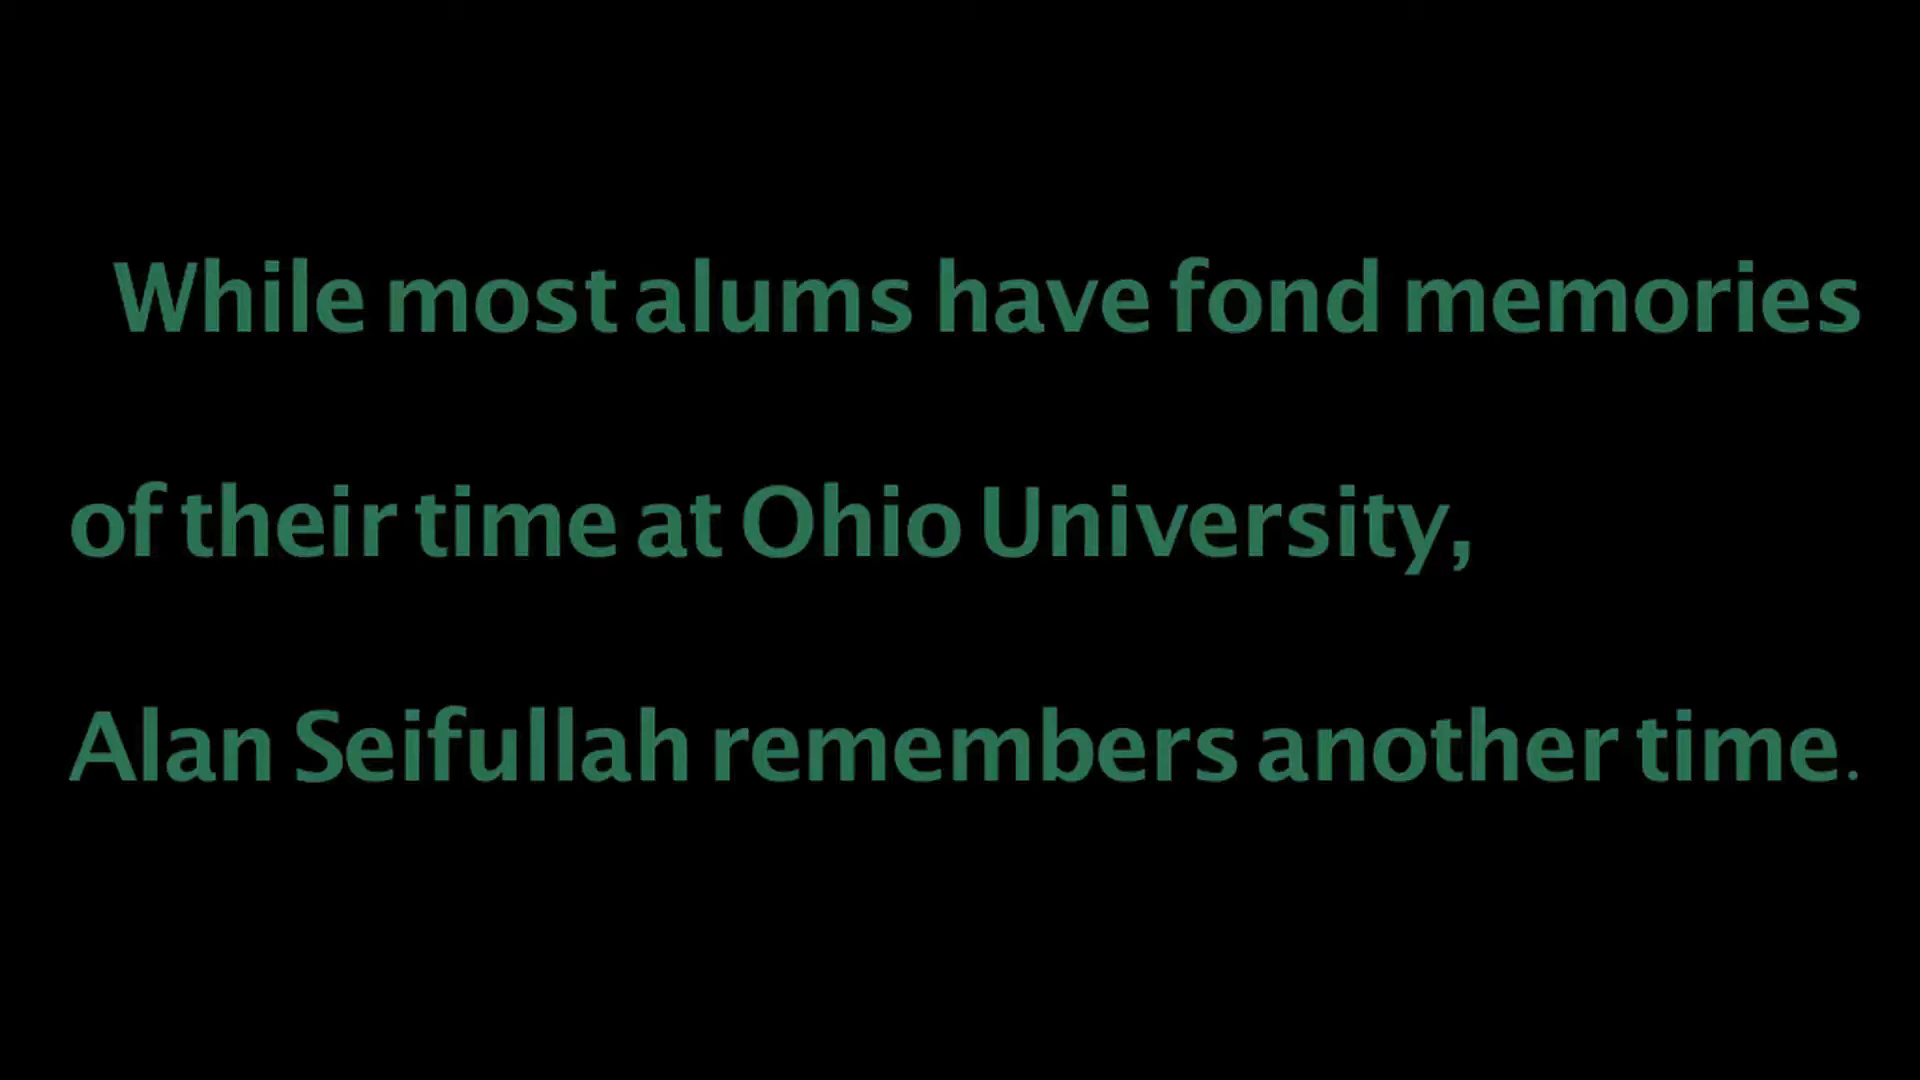 While most alums have fond memories
of their time at Ohio University,
Alan Seifullah remembers another time.